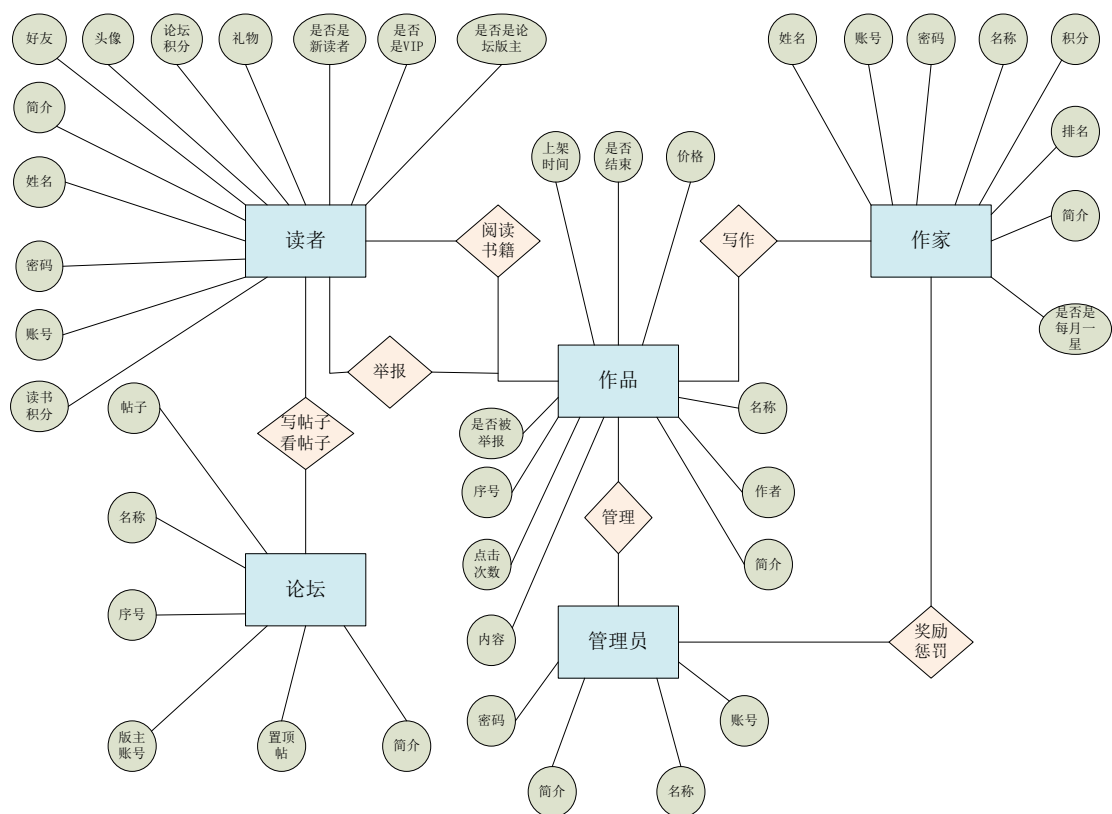 好友
头像
论坛
积分
礼物
是否是
新读者
是否
是VIP
是否是论
坛版主
姓名
账号
密码
名称
积分
简介
排名
上架
时间
是否
结束
价格
姓名
简介
读者
阅读
书籍
写作
作家
密码
账号
是否是
每月一
星
举报
作品
读书
积分
帖子
写帖子
看帖子
是否被
举报
名称
序号
作者
名称
管理
点击
次数
简介
论坛
序号
内容
管理员
奖励
惩罚
密码
账号
版主
账号
置顶
帖
简介
简介
名称